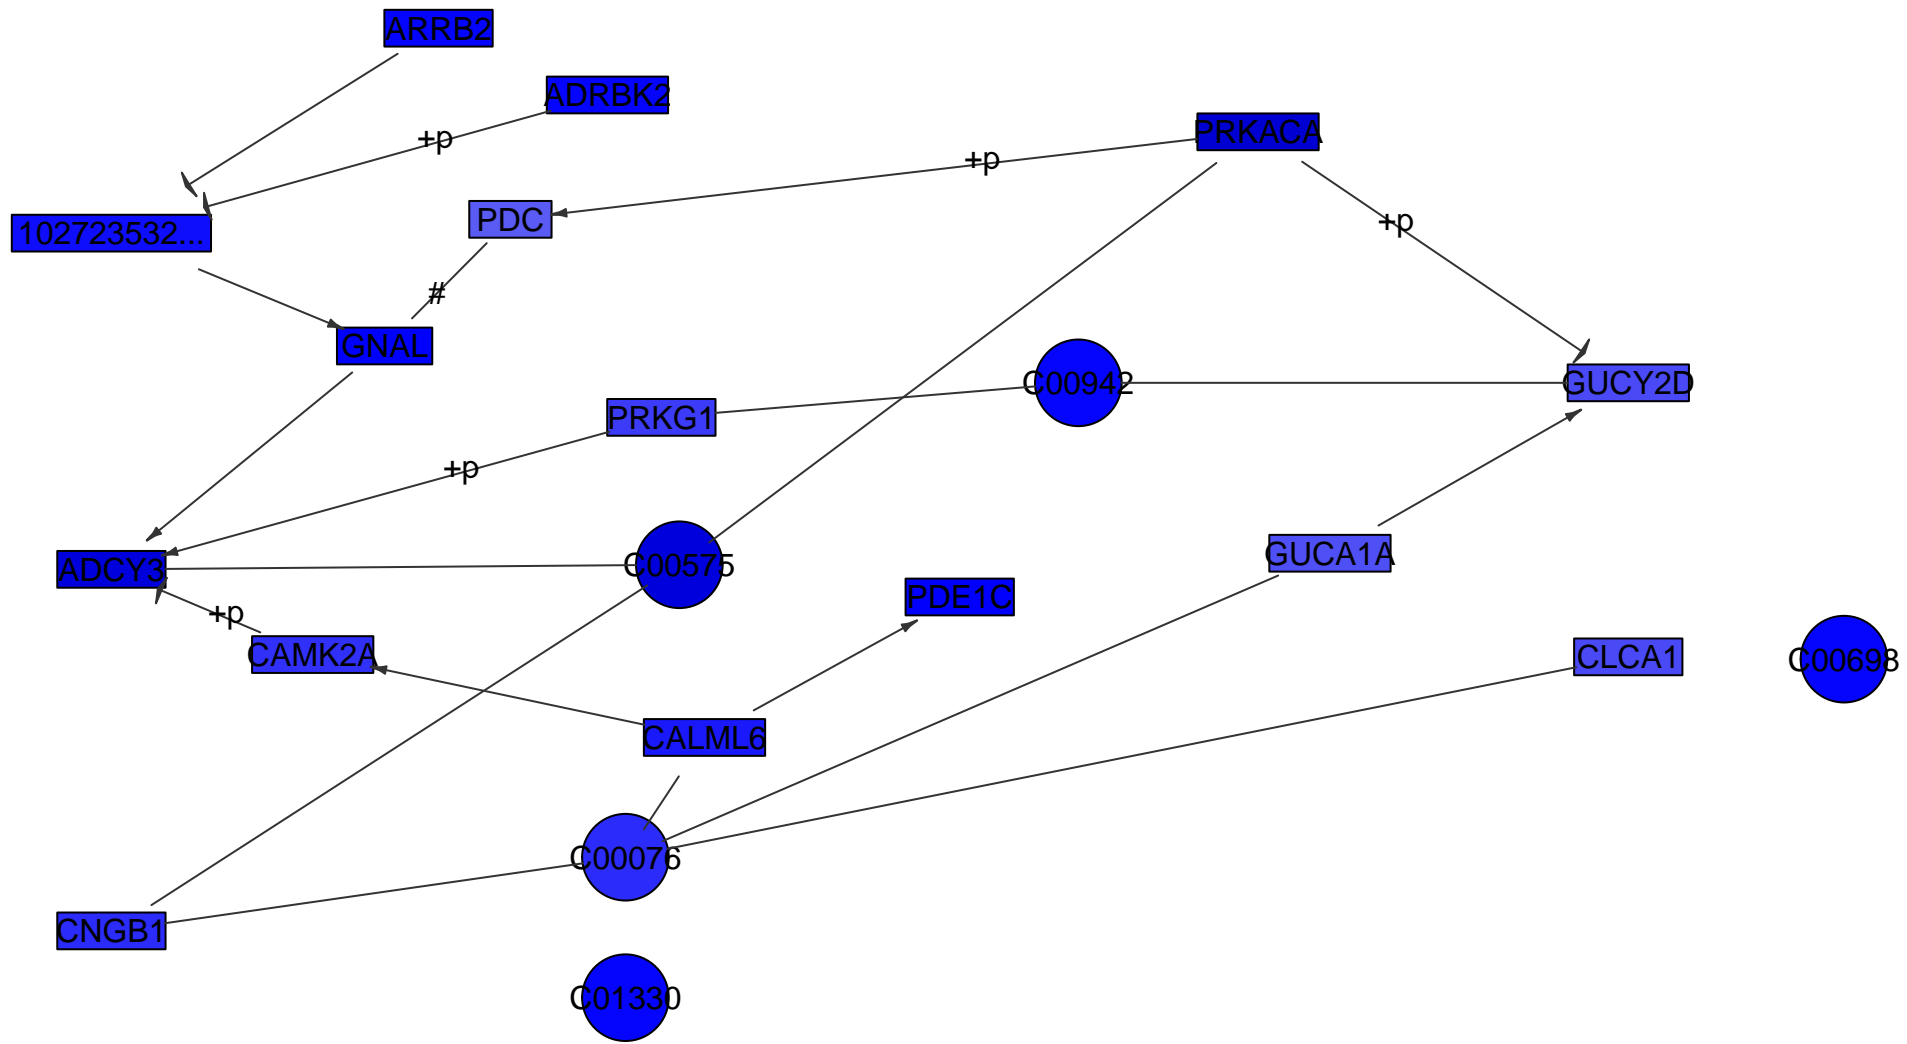 ARRB2
ADRBK2
+p
PRKACA
+p
102723532...
PDC
+p
#
GNAL
C00942
GUCY2D
PRKG1
+p
ADCY3
C00575
GUCA1A
PDE1C
+p
CAMK2A
CLCA1
C00698
CALML6
C00076
CNGB1
C01330